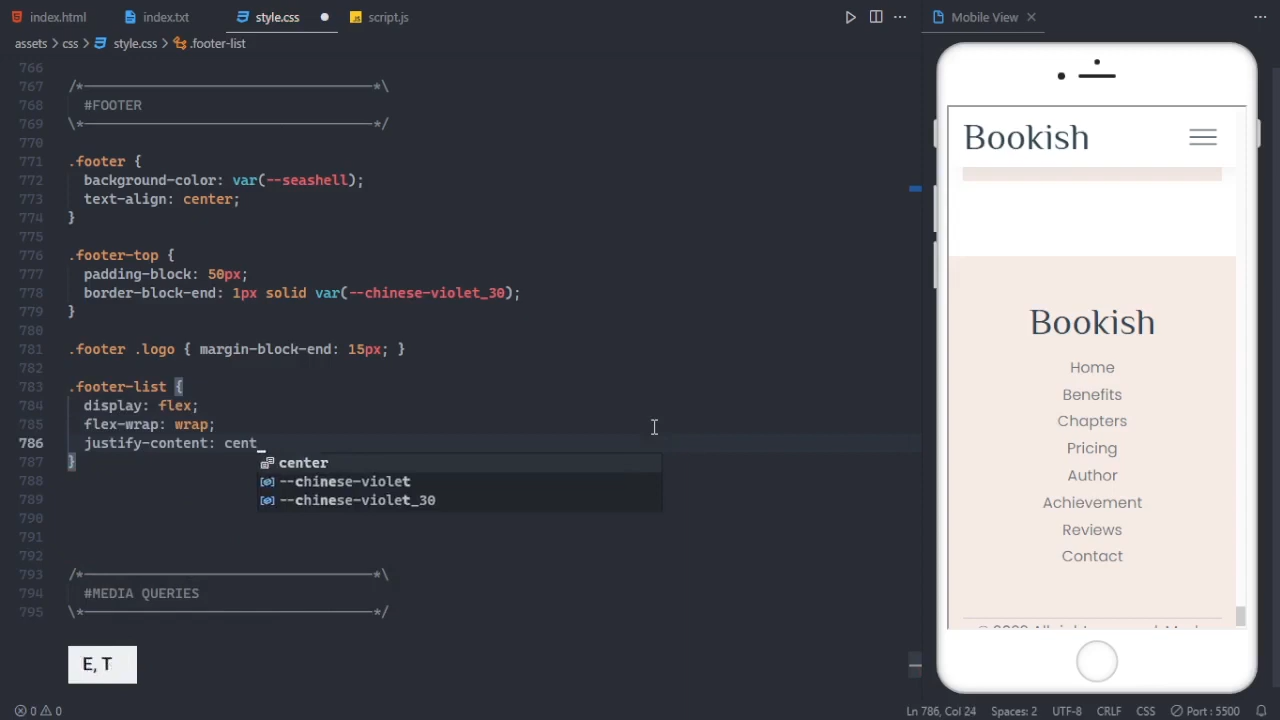 index.html
index.txt
style.css
script.js
Mobile View
assets > css > style.css > .footer-list
766
767 /*———————————————————————————————————*\
768 #FOOTER
769 \*———————————————————————————————————*/
770
771 .footer {
772 background-color: var(--seashell);
773 text-align: center;
774 }
775
776 .footer-top {
777 padding-block: 50px;
778 border-block-end: 1px solid var(--chinese-violet_30);
779 }
780
781 .footer .logo { margin-block-end: 15px; }
782
783 .footer-list {
784 display: flex;
785 flex-wrap: wrap;
786 justify-content: cent
787 }
center
--chinese-violet
--chinese-violet_30
788
789
790
791
792
793 /*———————————————————————————————————*\
794 #MEDIA QUERIES
795 \*———————————————————————————————————*/
E, T
Bookish
Bookish
Home
Benefits
Chapters
Pricing
Author
Achievement
Reviews
Contact
0 0
Ln 786, Col 24
Spaces: 2
UTF-8
CRLF
CSS
Port : 5500